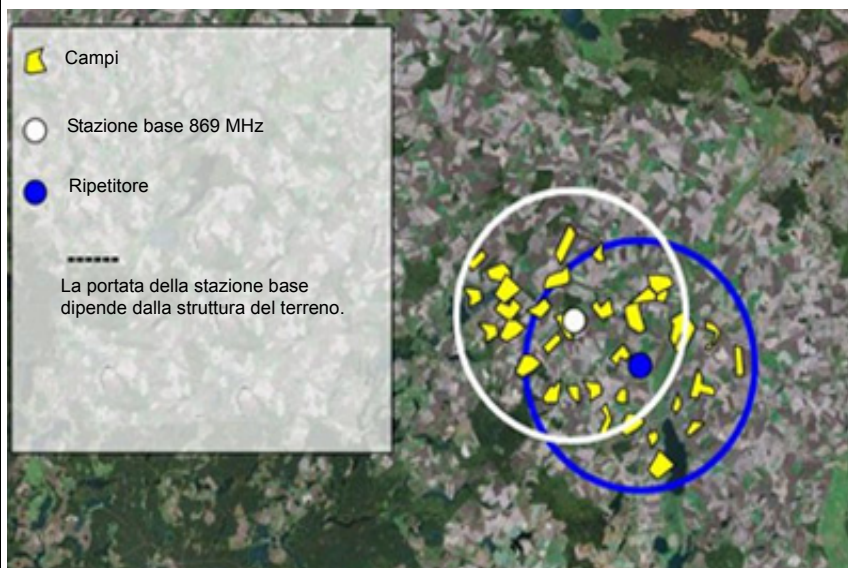 Campi
Stazione base 869 MHz
Ripetitore
La portata della stazione base
dipende dalla struttura del terreno.